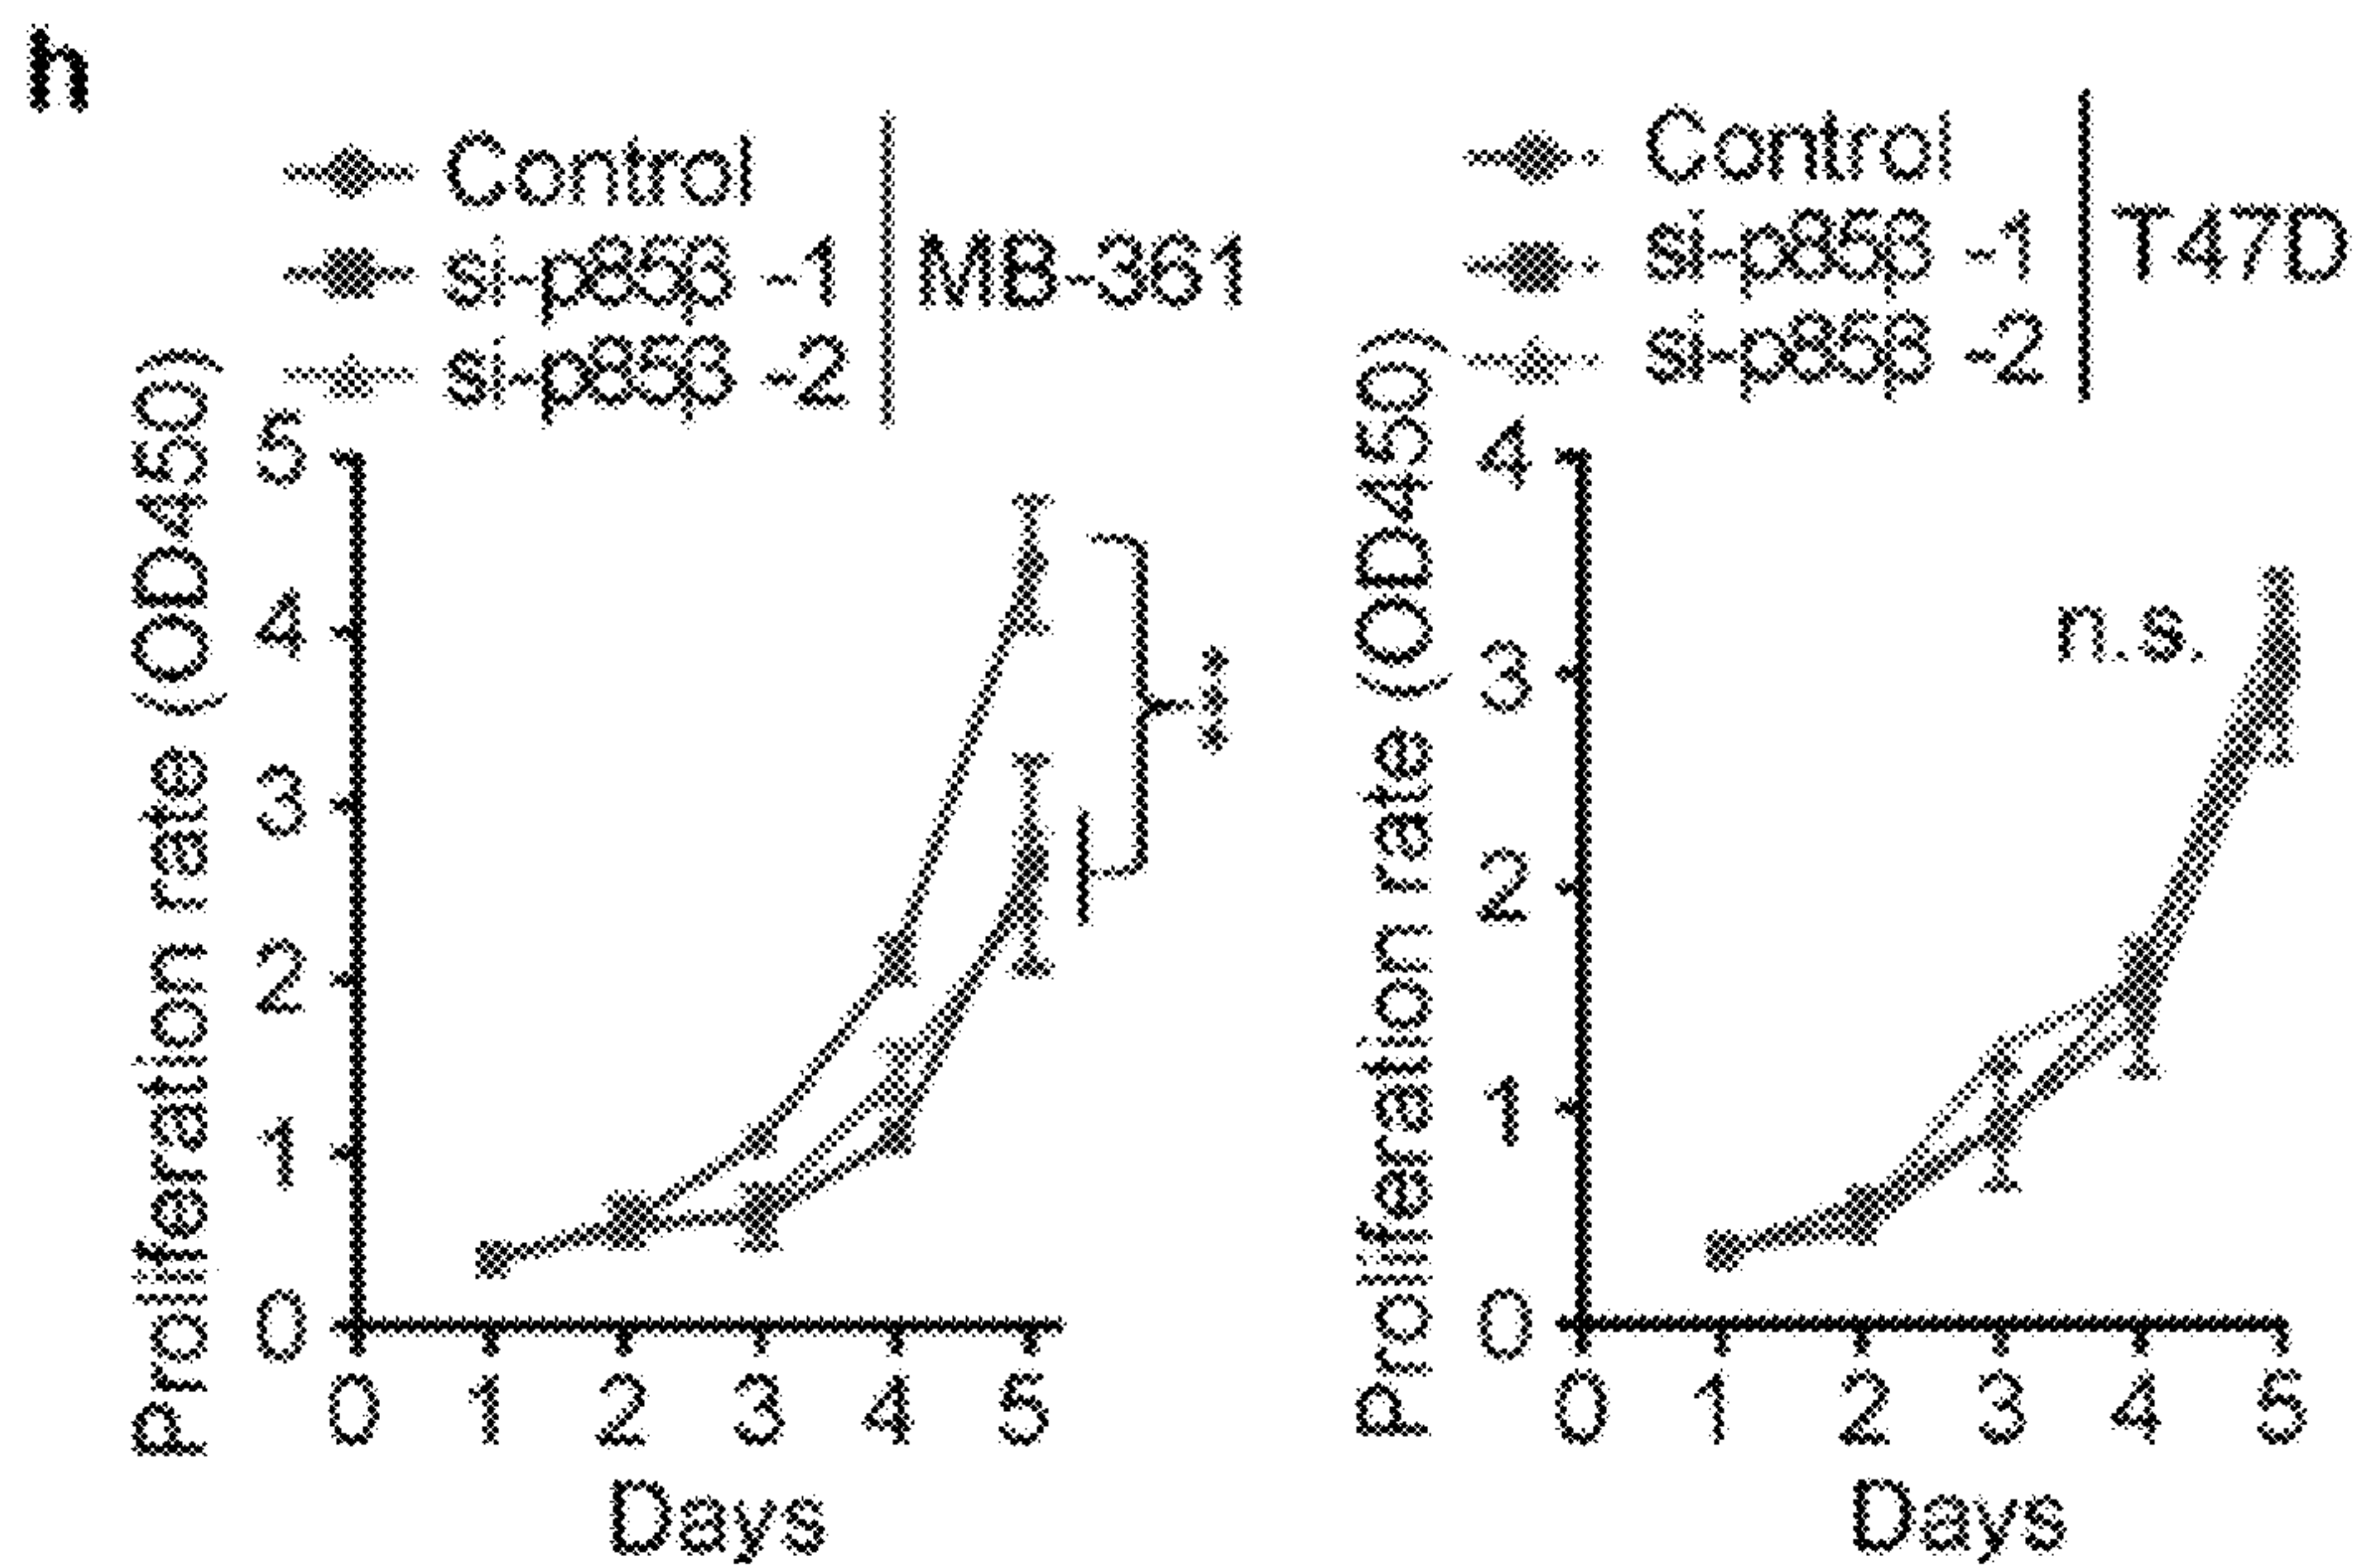 h
Control
si-p85β -1
si-p85β -2
MB-361
Proliferation rate (OD450)
5
4
3
2
1
0
***
0 1 2 3 4 5
Days
Control
si-p85β -1
si-p85β -2
T47D
Proliferation rate (OD450)
4
3
2
1
0
n.s.
0 1 2 3 4 5
Days